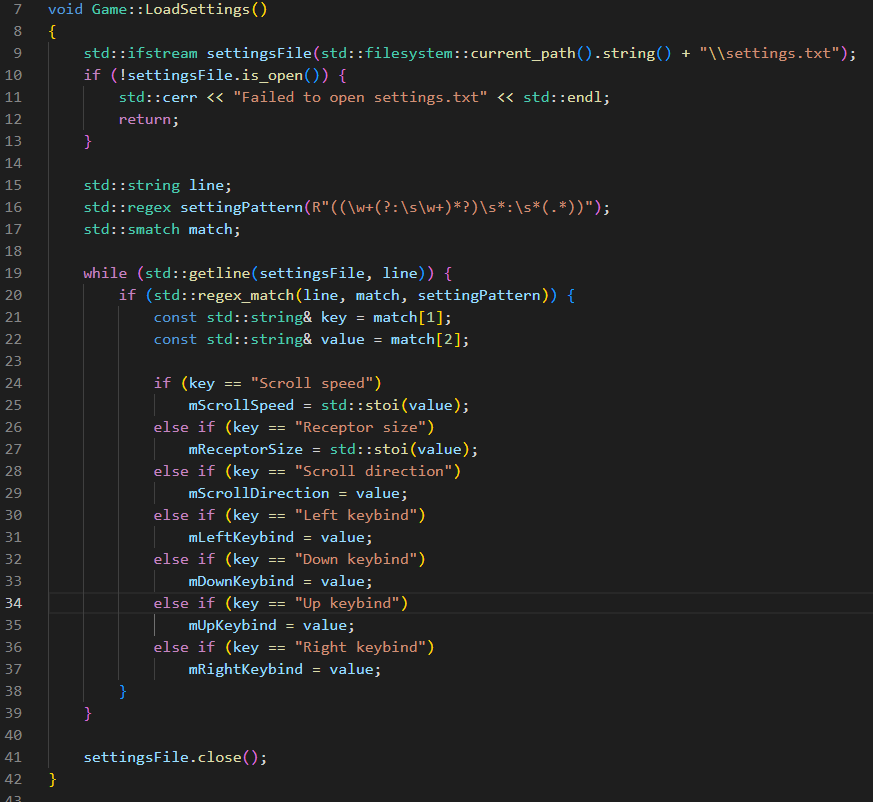 7 void Game::LoadSettings()
8 {
9     std::ifstream settingsFile(std::filesystem::current_path().string() + "\\settings.txt");
10     if (!settingsFile.is_open()) {
11         std::cerr << "Failed to open settings.txt" << std::endl;
12         return;
13     }
14
15     std::string line;
16     std::regex settingPattern(R"((\w+(?:\s\w+)*?)\s*:\s*(.*))");
17     std::smatch match;
18
19     while (std::getline(settingsFile, line)) {
20         if (std::regex_match(line, match, settingPattern)) {
21             const std::string& key = match[1];
22             const std::string& value = match[2];
23
24             if (key == "Scroll speed")
25                 mScrollSpeed = std::stoi(value);
26             else if (key == "Receptor size")
27                 mReceptorSize = std::stoi(value);
28             else if (key == "Scroll direction")
29                 mScrollDirection = value;
30             else if (key == "Left keybind")
31                 mLeftKeybind = value;
32             else if (key == "Down keybind")
33                 mDownKeybind = value;
34             else if (key == "Up keybind")
35                 mUpKeybind = value;
36             else if (key == "Right keybind")
37                 mRightKeybind = value;
38         }
39     }
40
41     settingsFile.close();
42 }
43